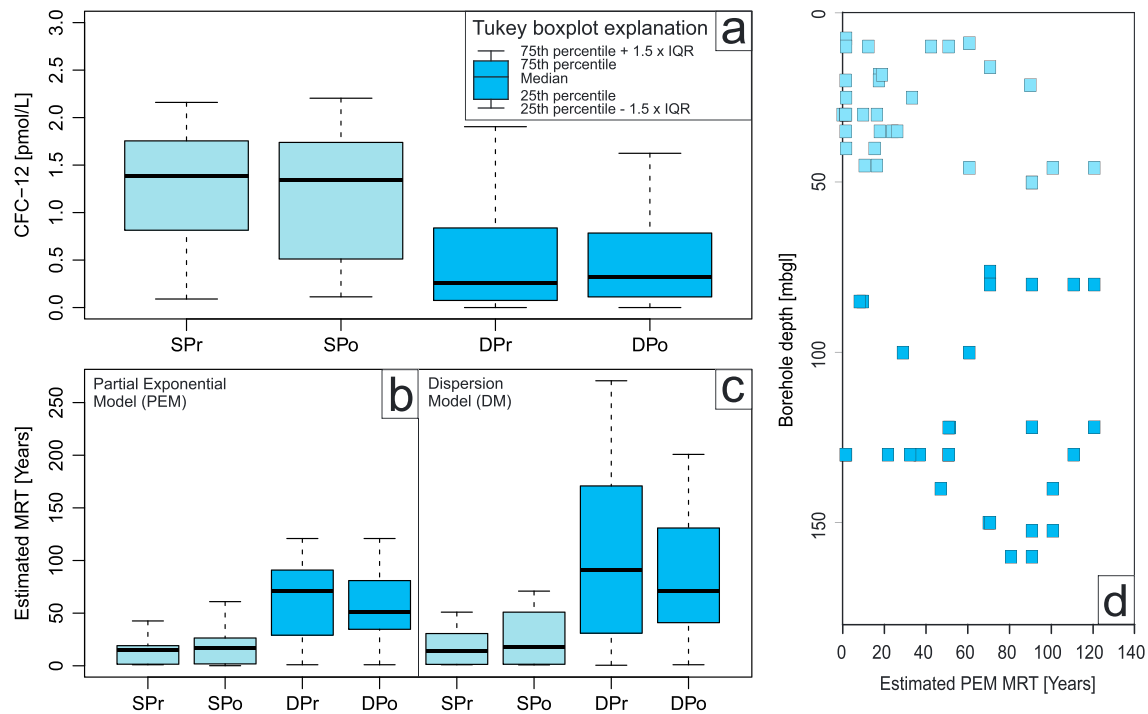 a
Tukey boxplot explanation
75th percentile + 1.5 x IQR
75th percentile
Median
25th percentile
25th percentile - 1.5 x IQR
CFC−12 [pmol/L]
3.0
2.5
2.0
1.5
1.0
0.5
0.0
SPr SPo DPr DPo
b
Partial Exponential
Model (PEM)
c
Dispersion
Model (DM)
Estimated MRT [Years]
250
200
150
100
50
0
SPr SPo DPr DPo SPr SPo DPr DPo
d
Borehole depth [mbgl]
0
50
100
150
0 20 40 60 80 100 120 140
Estimated PEM MRT [Years]